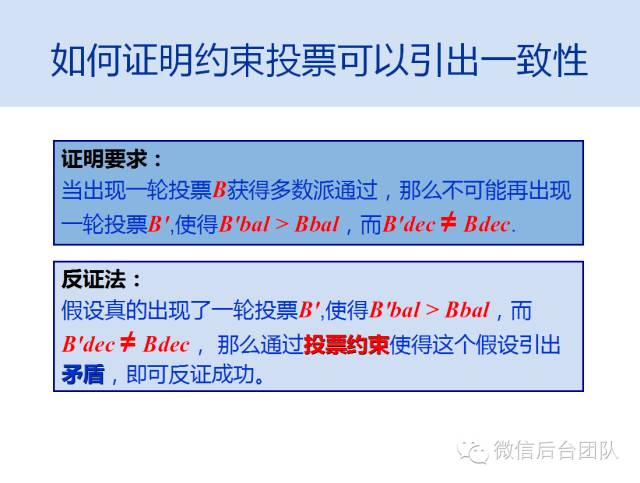 如何证明约束投票可以引出一致性
证明要求：
当出现一轮投票B获得多数派通过，那么不可能再出现
一轮投票B',使得B'bal > Bbal，而B'dec ≠ Bdec.
反证法：
假设真的出现了一轮投票B',使得B'bal > Bbal，而
B'dec ≠ Bdec， 那么通过投票约束使得这个假设引出
矛盾，即可反证成功。
微信后台团队